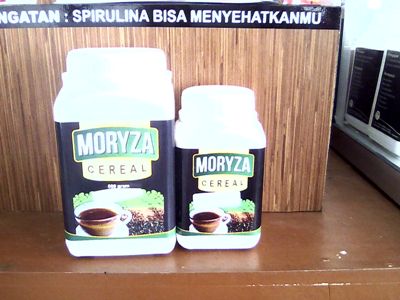 NGATAN : SPIRULINA BISA MENYEHATKANMU
MORYZA
CEREAL
MORYZA
CEREAL